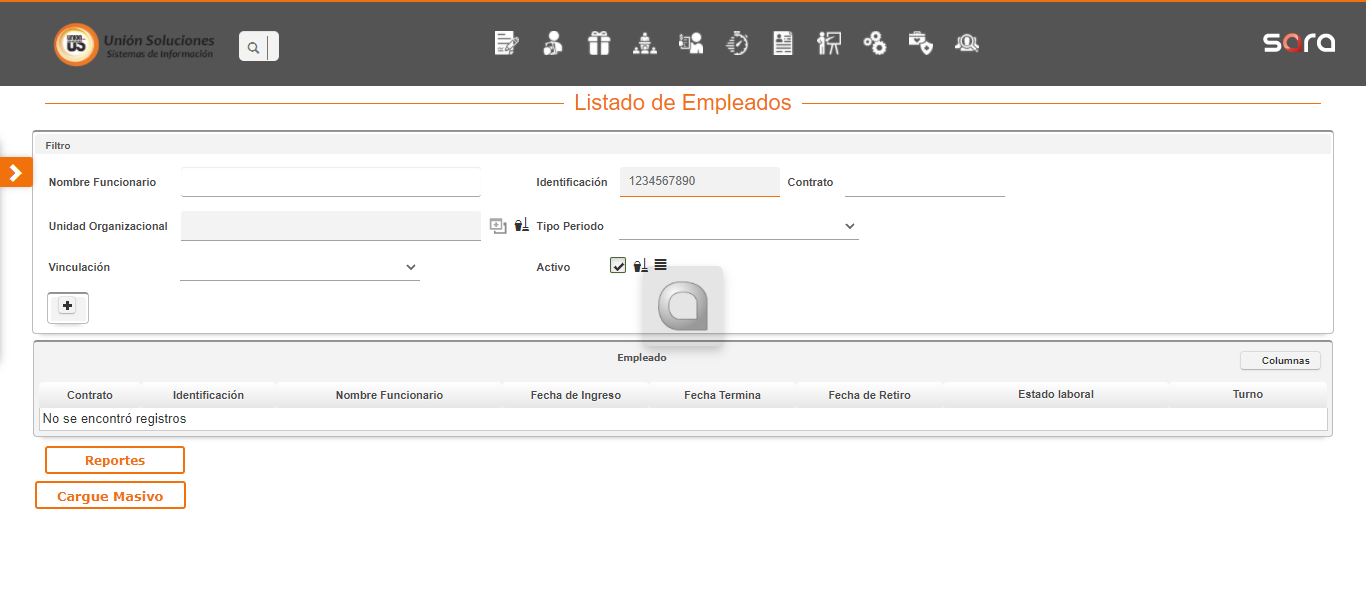 UNION US
Unión Soluciones
Sistemas de Información
sara
Listado de Empleados
Filtro
Nombre Funcionario
Identificación 1234567890 Contrato
Unidad Organizacional
Tipo Periodo
Vinculación
Activo
Empleado
Columnas
Contrato Identificación Nombre Funcionario Fecha de Ingreso Fecha Termina Fecha de Retiro Estado laboral Turno
No se encontró registros
Reportes
Cargue Masivo